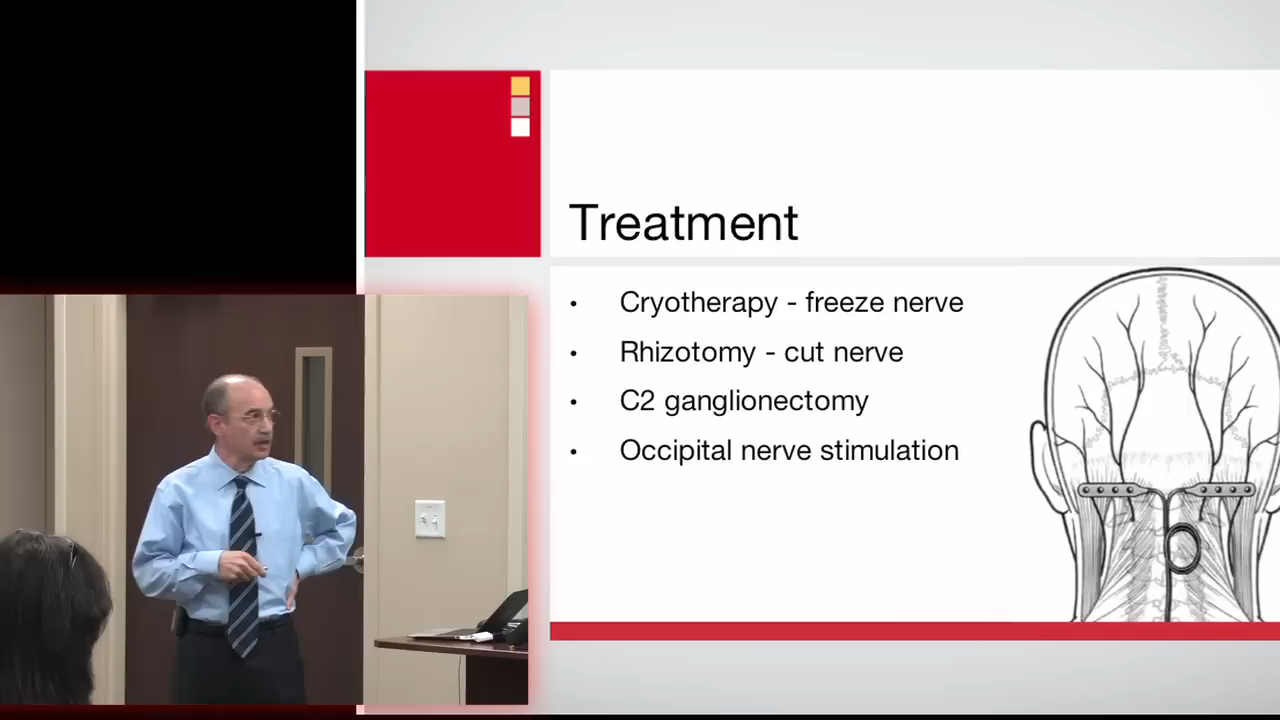 Treatment
• Cryotherapy - freeze nerve
• Rhizotomy - cut nerve
• C2 ganglionectomy
• Occipital nerve stimulation